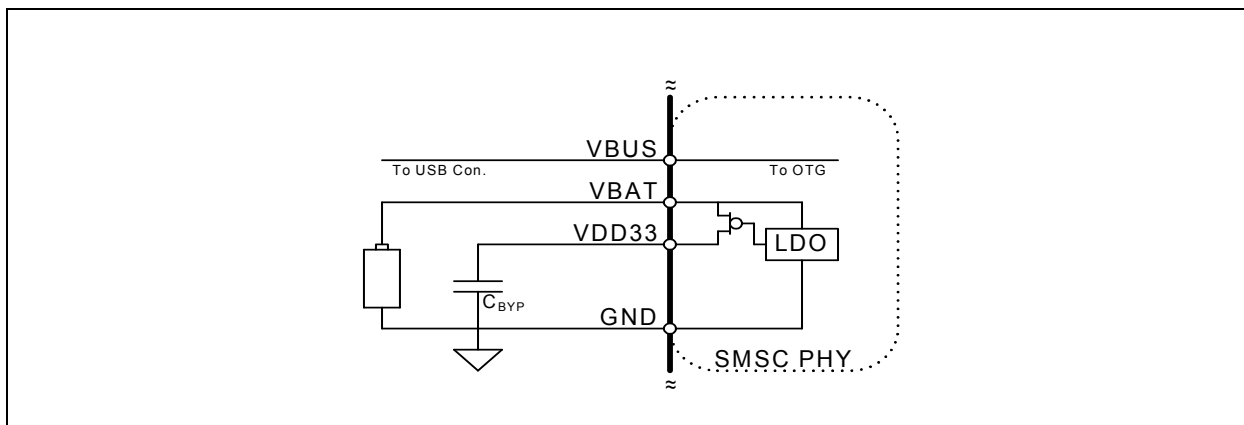 VBUS
To USB Con.
To OTG
VBAT
VDD33
LDO
CBYP
GND
SMSC PHY